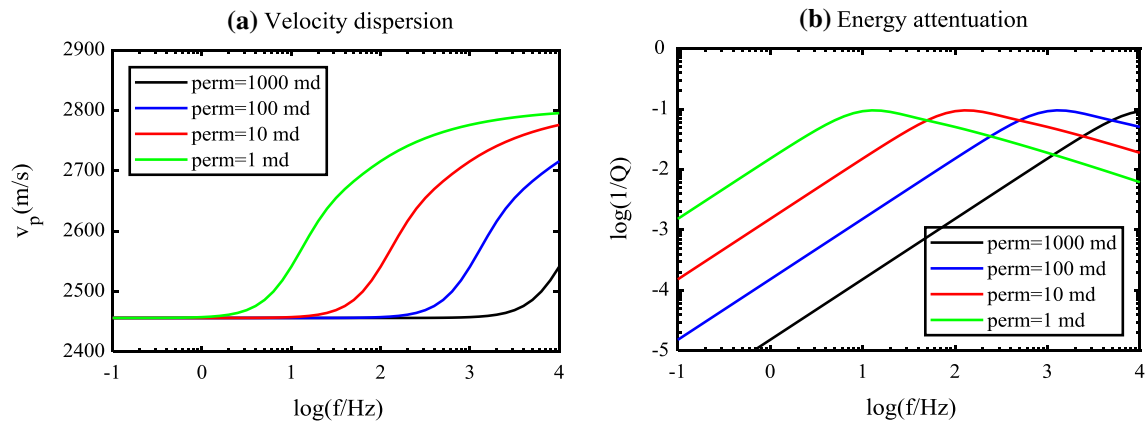 (a) Velocity dispersion
2900
2800
2700
2600
2500
2400
v_p(m/s)
perm=1000 md
perm=100 md
perm=10 md
perm=1 md
-1 0 1 2 3 4
log(f/Hz)
(b) Energy attentuation
0
-1
-2
-3
-4
-5
log(1/Q)
perm=1000 md
perm=100 md
perm=10 md
perm=1 md
-1 0 1 2 3 4
log(f/Hz)